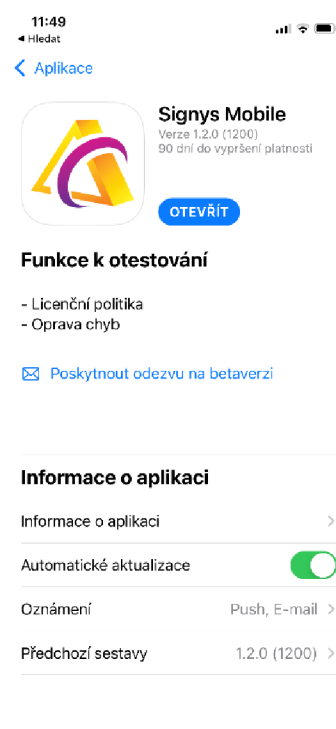 11:49
◀ Hledat
Aplikace
Signys Mobile
Verze 1.2.0 (1200)
90 dní do vypršení platnosti
OTEVŘÍT
Funkce k otestování
- Licenční politika
- Oprava chyb
Poskytnout odezvu na betaverzi
Informace o aplikaci
Informace o aplikaci
Automatické aktualizace
Oznámení Push, E-mail
Předchozí sestavy 1.2.0 (1200)